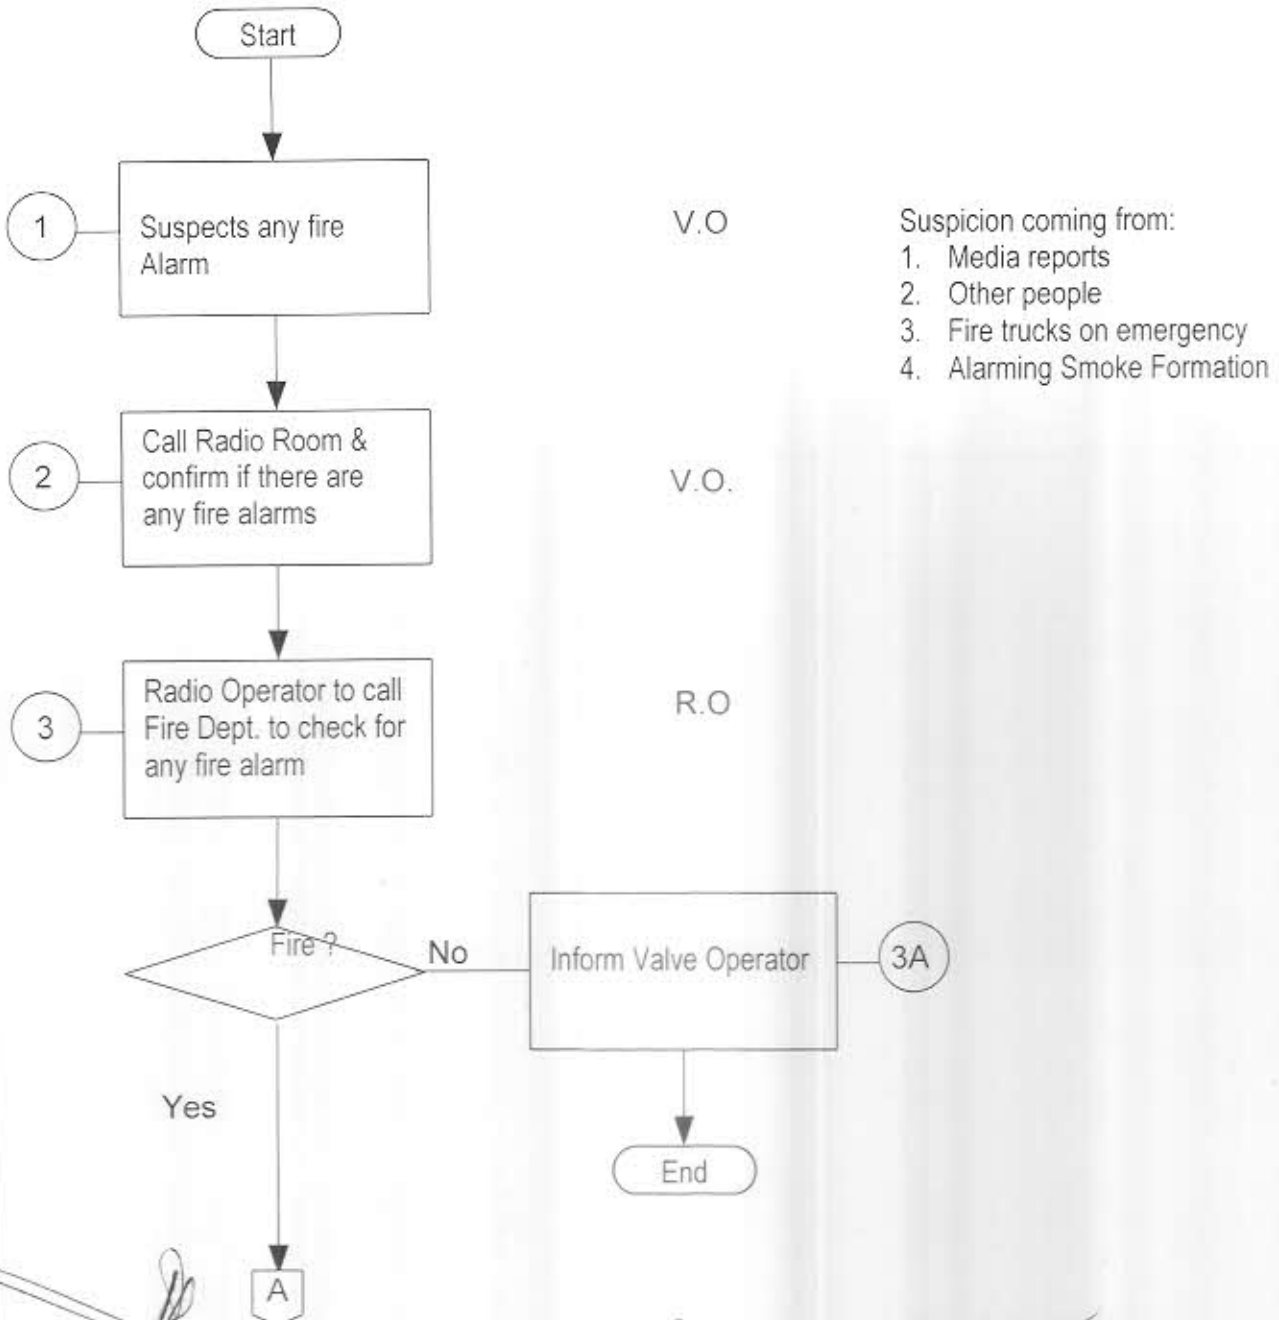 Start
1
Suspects any fire
Alarm
V.O
Suspicion coming from:
1. Media reports
2. Other people
3. Fire trucks on emergency
4. Alarming Smoke Formation
2
Call Radio Room &
confirm if there are
any fire alarms
V.O.
3
Radio Operator to call
Fire Dept. to check for
any fire alarm
R.O
Fire ?
No
Inform Valve Operator
3A
Yes
End
A